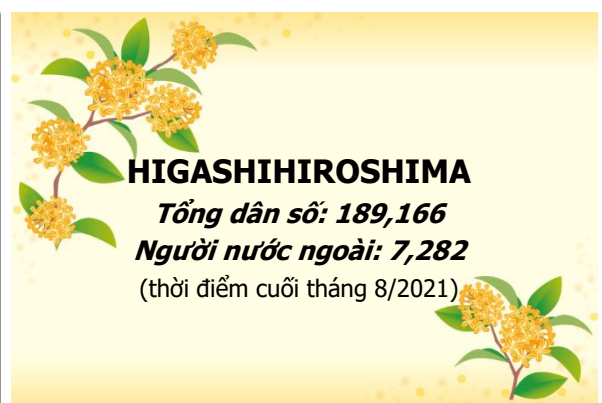 HIGASHIHIROSHIMA
Tổng dân số: 189,166
Người nước ngoài: 7,282
(thời điểm cuối tháng 8/2021)